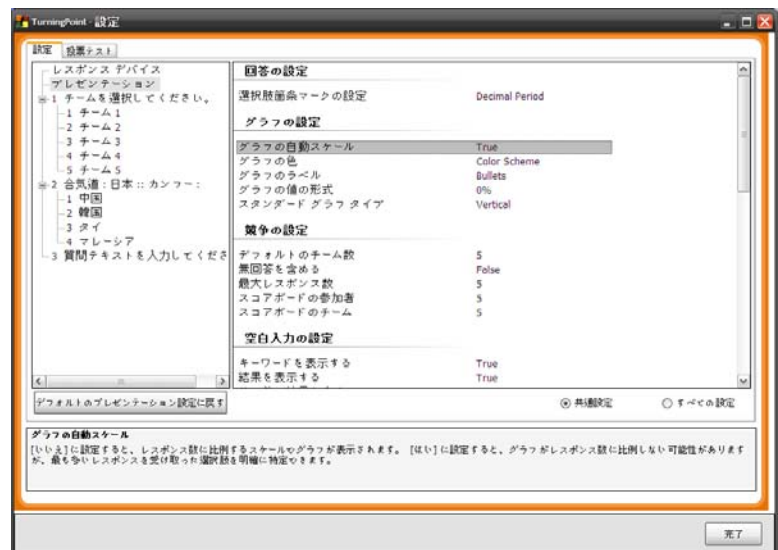 TurningPoint - 設定
設定 投票テスト
レスポンス デバイス
プレゼンテーション
1 チームを選択してください。
1 チーム 1
2 チーム 2
3 チーム 3
4 チーム 4
5 チーム 5
2 合気道 : 日本 :: カンフー :
1 中国
2 韓国
3 タイ
4 マレーシア
3 質問テキストを入力してくださ
回答の設定
選択肢箇条マークの設定 Decimal Period
グラフの設定
グラフの自動スケール True
グラフの色 Color Scheme
グラフのラベル Bullets
グラフの値の形式 0%
スタンダード グラフ タイプ Vertical
競争の設定
デフォルトのチーム数 5
無回答を含める False
最大レスポンス数 5
スコアボードの参加者 5
スコアボードのチーム 5
空白入力の設定
キーワードを表示する True
結果を表示する True
デフォルトのプレゼンテーション設定に戻す
共通設定 すべての設定
グラフの自動スケール
[いいえ]に設定すると、レスポンス数に比例するスケールでグラフが表示されます。 [はい]に設定すると、グラフがレスポンス数に比例しない可能性があります
が、最も多いレスポンスを受け取った選択肢を明確に特定できます。
完了